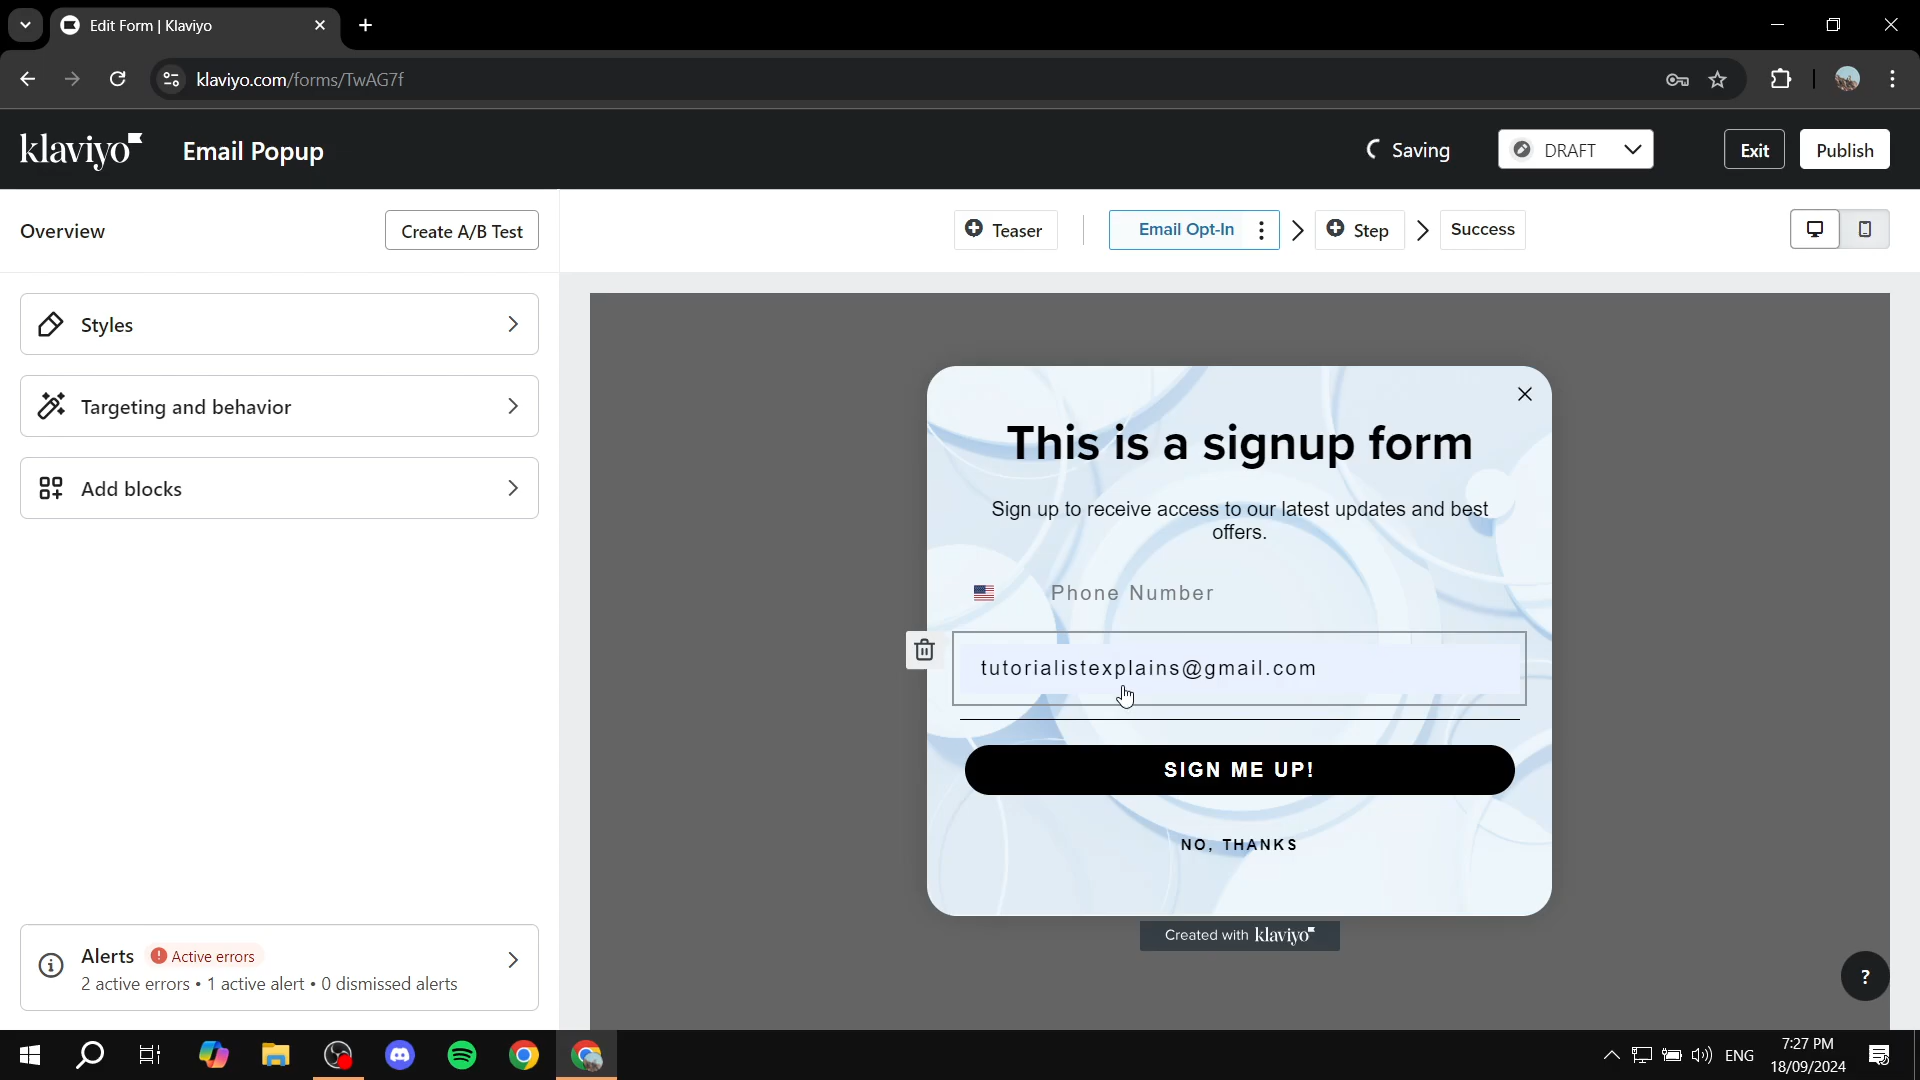 Edit Form | Klaviyo
klaviyo.com/forms/TwAG7f
klaviyo
Email Popup
Saving
DRAFT
Exit
Publish
Overview
Create A/B Test
Teaser
Email Opt-In
Step
Success
Styles
Targeting and behavior
Add blocks
This is a signup form
Sign up to receive access to our latest updates and best
offers.
Phone Number
tutorialistexplains@gmail.com
SIGN ME UP!
NO, THANKS
Created with klaviyo
Alerts
Active errors
2 active errors • 1 active alert • 0 dismissed alerts
?
ENG
7:27 PM
18/09/2024